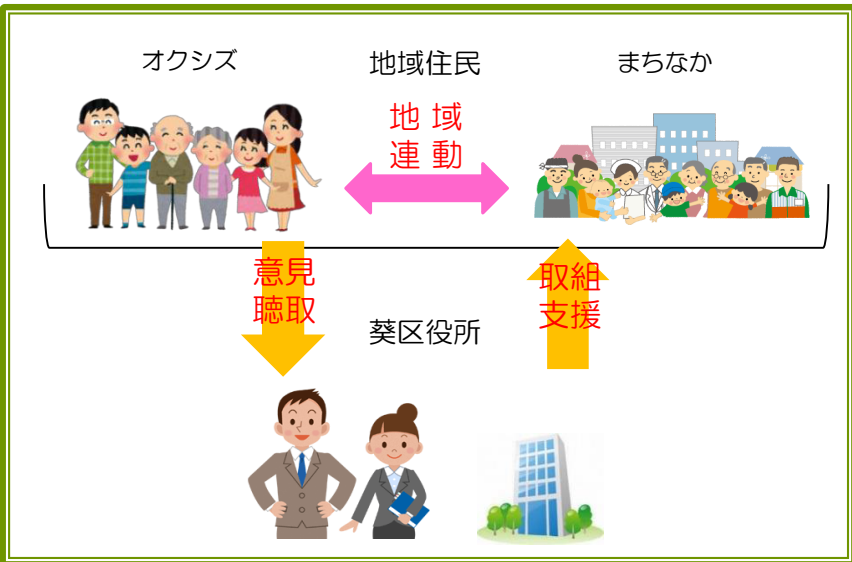 オクシズ
地域住民
まちなか
地 域
連 動
意見
聴取
取組
支援
葵区役所